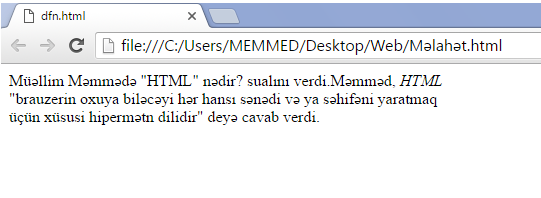 dfn.html
file:///C:/Users/MEMMED/Desktop/Web/Məlahət.html
Müəllim Məmmədə "HTML" nədir? sualını verdi.Məmməd, HTML
"brauzerin oxuya biləcəyi hər hansı sənədi və ya səhifəni yaratmaq
üçün xüsusi hipermətn dilidir" deyə cavab verdi.